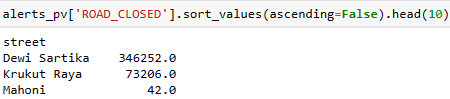 alerts_pv['ROAD_CLOSED'].sort_values(ascending=False).head(10)
street
Dewi Sartika    346252.0
Krukut Raya      73206.0
Mahoni              42.0